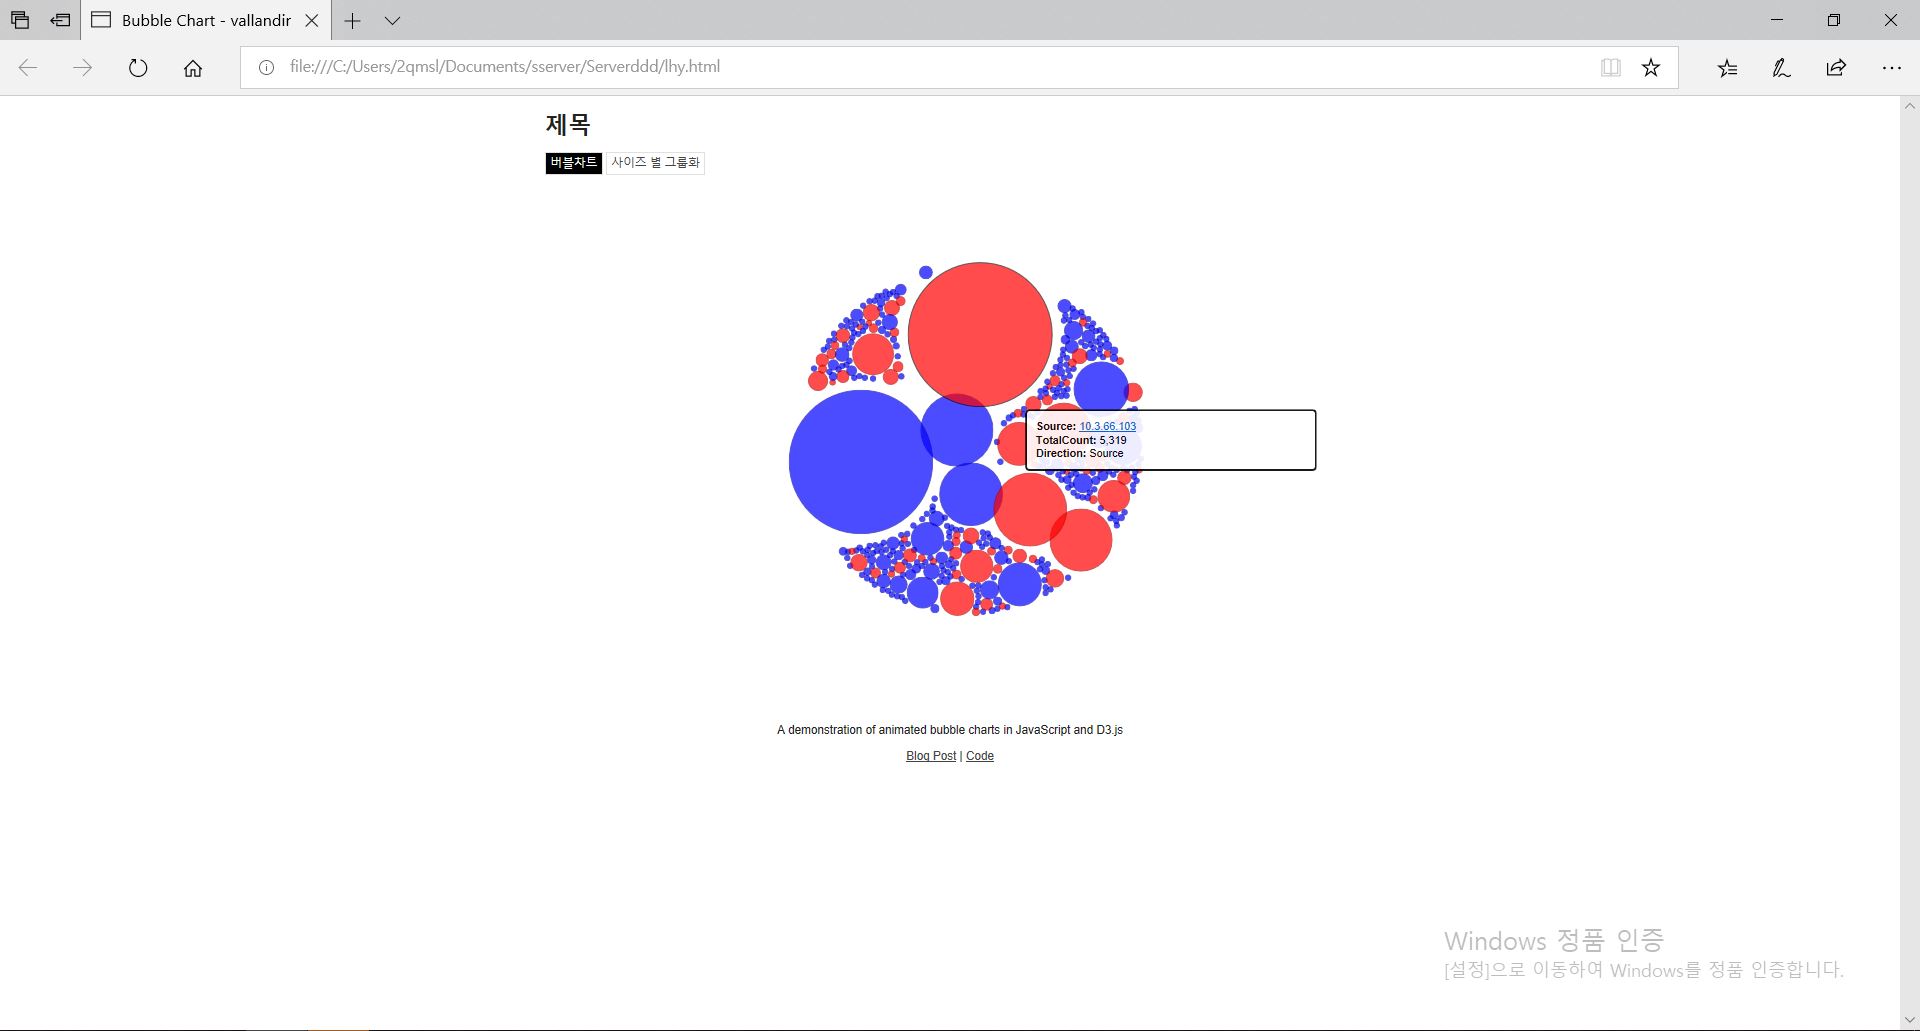 Bubble Chart - vallandir
file:///C:/Users/2qmsl/Documents/sserver/Serverddd/lhy.html
제목
버블차트 사이즈 별 그룹화
Source: 10.3.66.103
TotalCount: 5,319
Direction: Source
A demonstration of animated bubble charts in JavaScript and D3.js
Blog Post | Code
Windows 정품 인증
[설정]으로 이동하여 Windows를 정품 인증합니다.